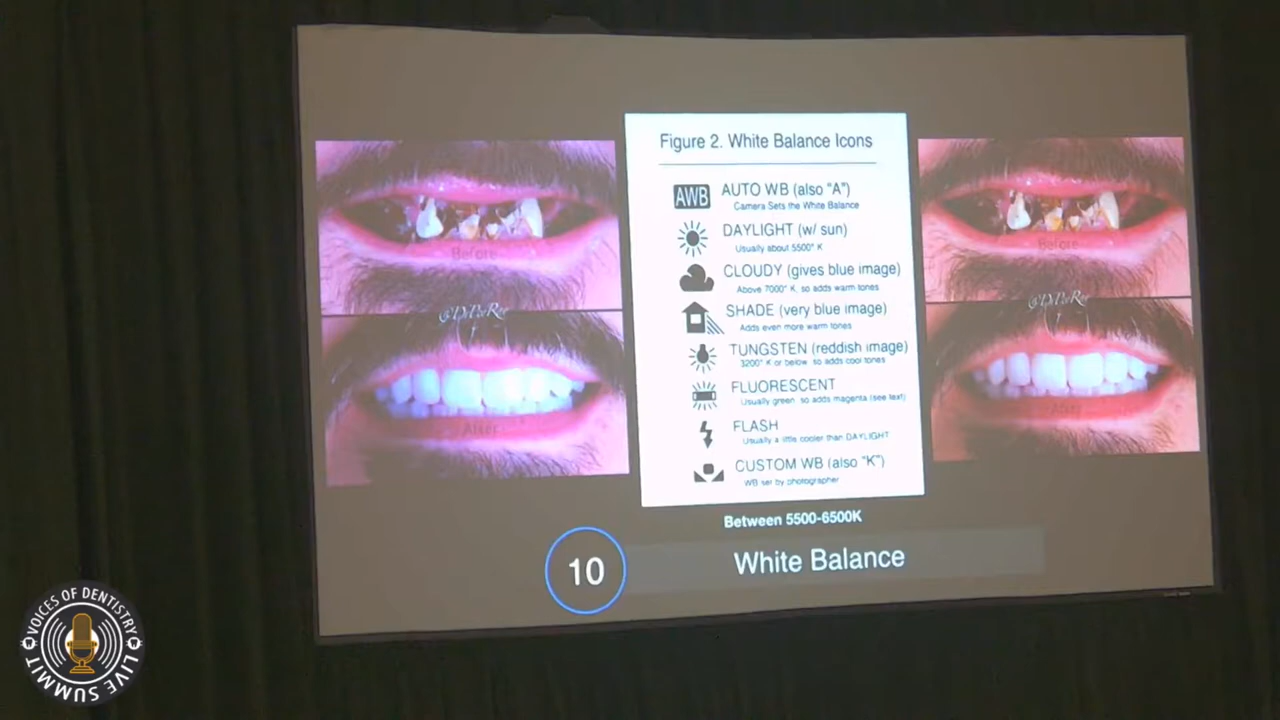 Figure 2. White Balance Icons
AWB
AUTO WB (also "A")
Camera Sets the White Balance
DAYLIGHT (w/ sun)
Usually about 5500° K
CLOUDY (gives blue image)
Above 7000° K, so adds warm tones
SHADE (very blue image)
Adds even more warm tones
TUNGSTEN (reddish image)
3200° K or below so adds cool tones
FLUORESCENT
Usually green so adds magenta (see text)
FLASH
Usually a little cooler than DAYLIGHT
CUSTOM WB (also "K")
WB set by photographer
Before
After
Before
After
Between 5500-6500K
10
White Balance
VOICES OF DENTISTRY
LIVE SUMMIT